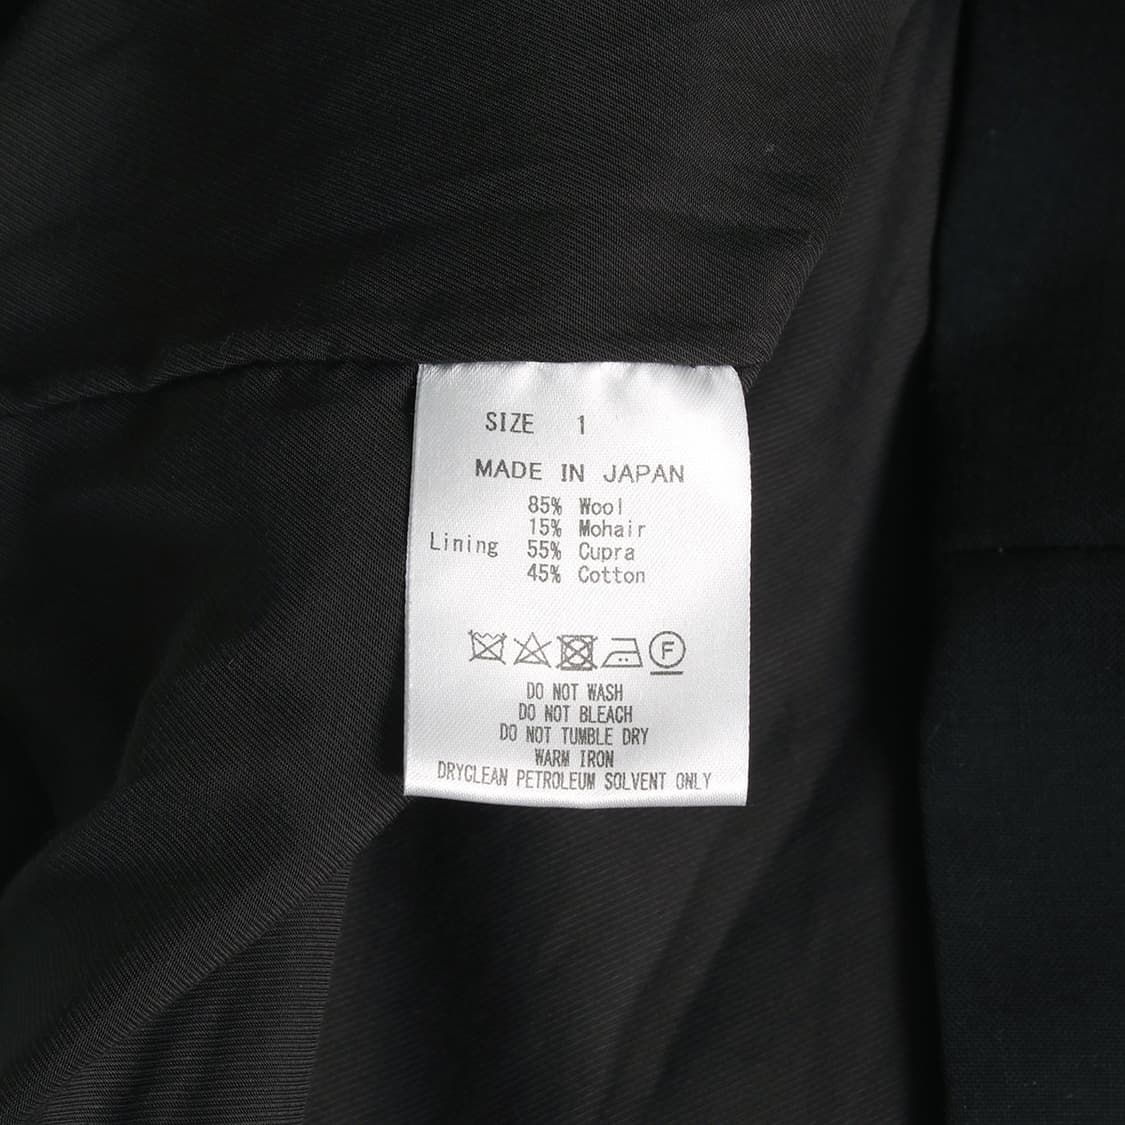 SIZE 1
MADE IN JAPAN
85% Wool
15% Mohair
Lining 55% Cupra
45% Cotton
F
DO NOT WASH
DO NOT BLEACH
DO NOT TUMBLE DRY
WARM IRON
DRYCLEAN PETROLEUM SOLVENT ONLY